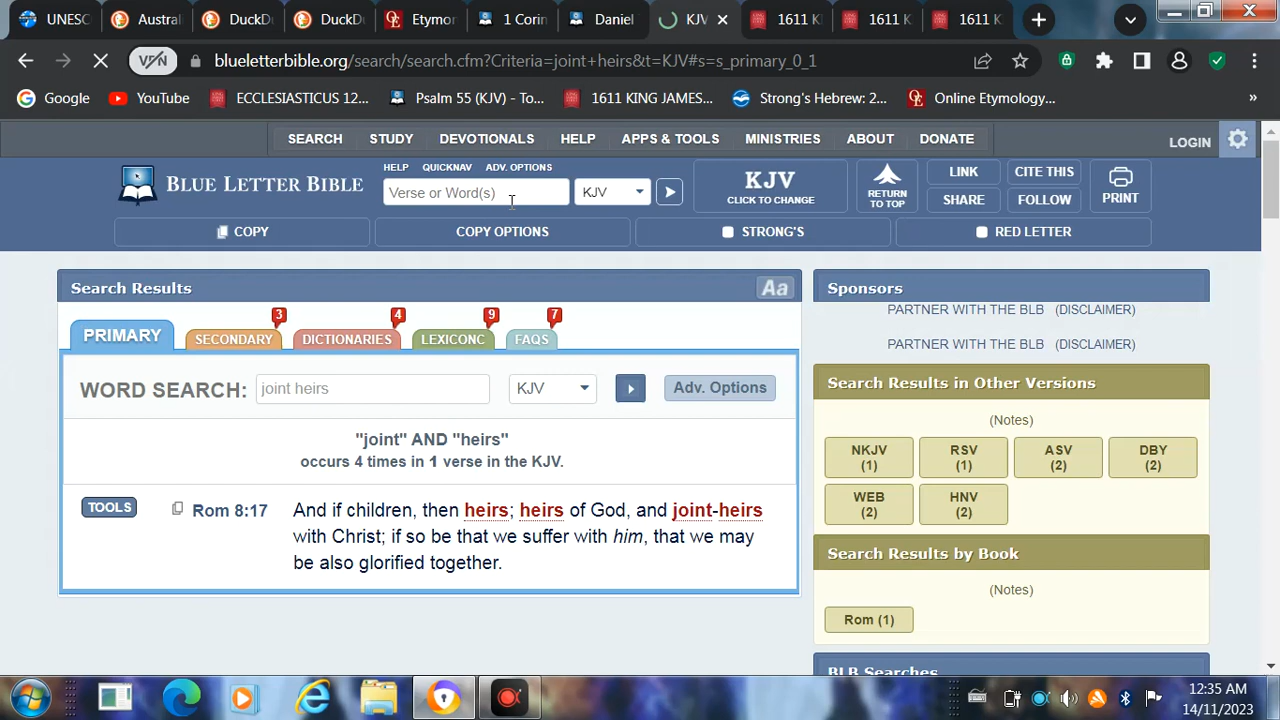 UNESC
Austral
DuckDu
DuckDu
Etymor
1 Corin
Daniel
KJV
1611 KI
1611 K
1611 K
VPN
blueletterbible.org/search/search.cfm?Criteria=joint+heirs&t=KJV#s=s_primary_0_1
Google
YouTube
ECCLESIASTICUS 12...
Psalm 55 (KJV) - To...
1611 KING JAMES...
Strong's Hebrew: 2...
Online Etymology...
»
SEARCH STUDY DEVOTIONALS HELP APPS & TOOLS MINISTRIES ABOUT DONATE
LOGIN
BLUE LETTER BIBLE
HELP QUICKNAV ADV. OPTIONS
Verse or Word(s)
KJV
KJV
CLICK TO CHANGE
RETURN
TO TOP
LINK
CITE THIS
SHARE
FOLLOW
PRINT
COPY
COPY OPTIONS
STRONG'S
RED LETTER
Search Results
Aa
PRIMARY
SECONDARY
3
DICTIONARIES
4
LEXICONC
9
FAQS
7
WORD SEARCH:
joint heirs
KJV
Adv. Options
"joint" AND "heirs"
occurs 4 times in 1 verse in the KJV.
TOOLS
Rom 8:17
And if children, then heirs; heirs of God, and joint-heirs
with Christ; if so be that we suffer with him, that we may
be also glorified together.
Sponsors
PARTNER WITH THE BLB (DISCLAIMER)
PARTNER WITH THE BLB (DISCLAIMER)
Search Results in Other Versions
(Notes)
NKJV
(1)
RSV
(1)
ASV
(2)
DBY
(2)
WEB
(2)
HNV
(2)
Search Results by Book
(Notes)
Rom (1)
BLB Searches
12:35 AM
14/11/2023